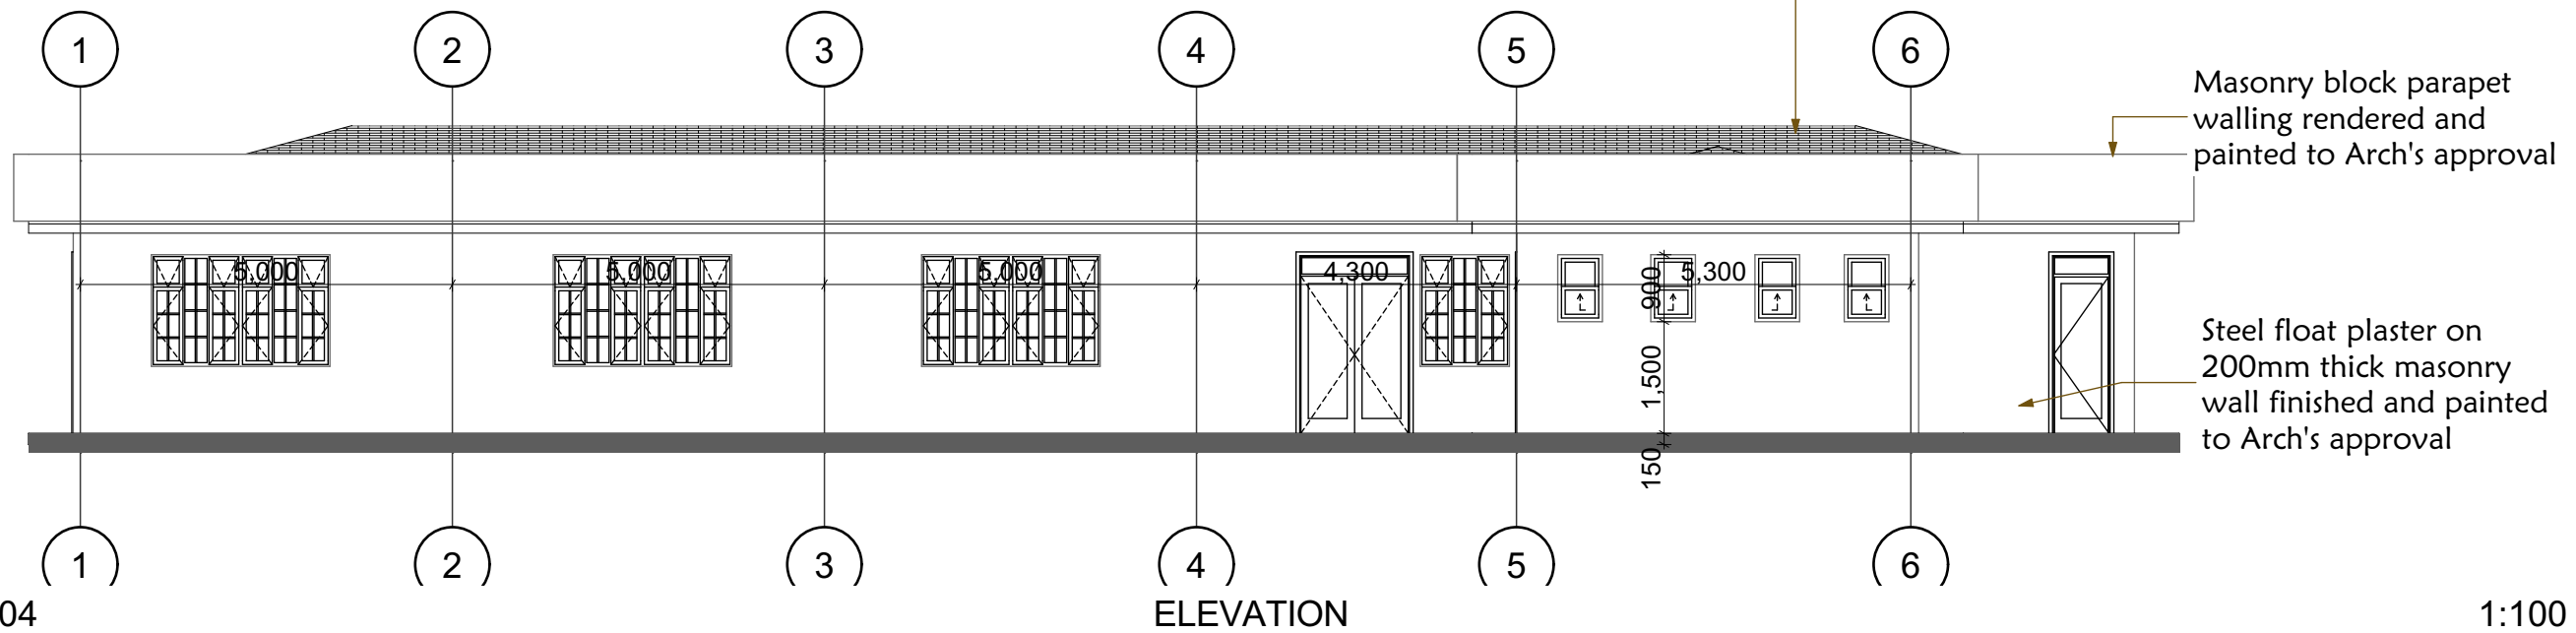 1 2 3 4 5 6
Masonry block parapet
walling rendered and
painted to Arch's approval
5,000 5,000 5,000 4,300 5,300
900
1,500
150
Steel float plaster on
200mm thick masonry
wall finished and painted
to Arch's approval
1 2 3 4 5 6
04 ELEVATION 1:100